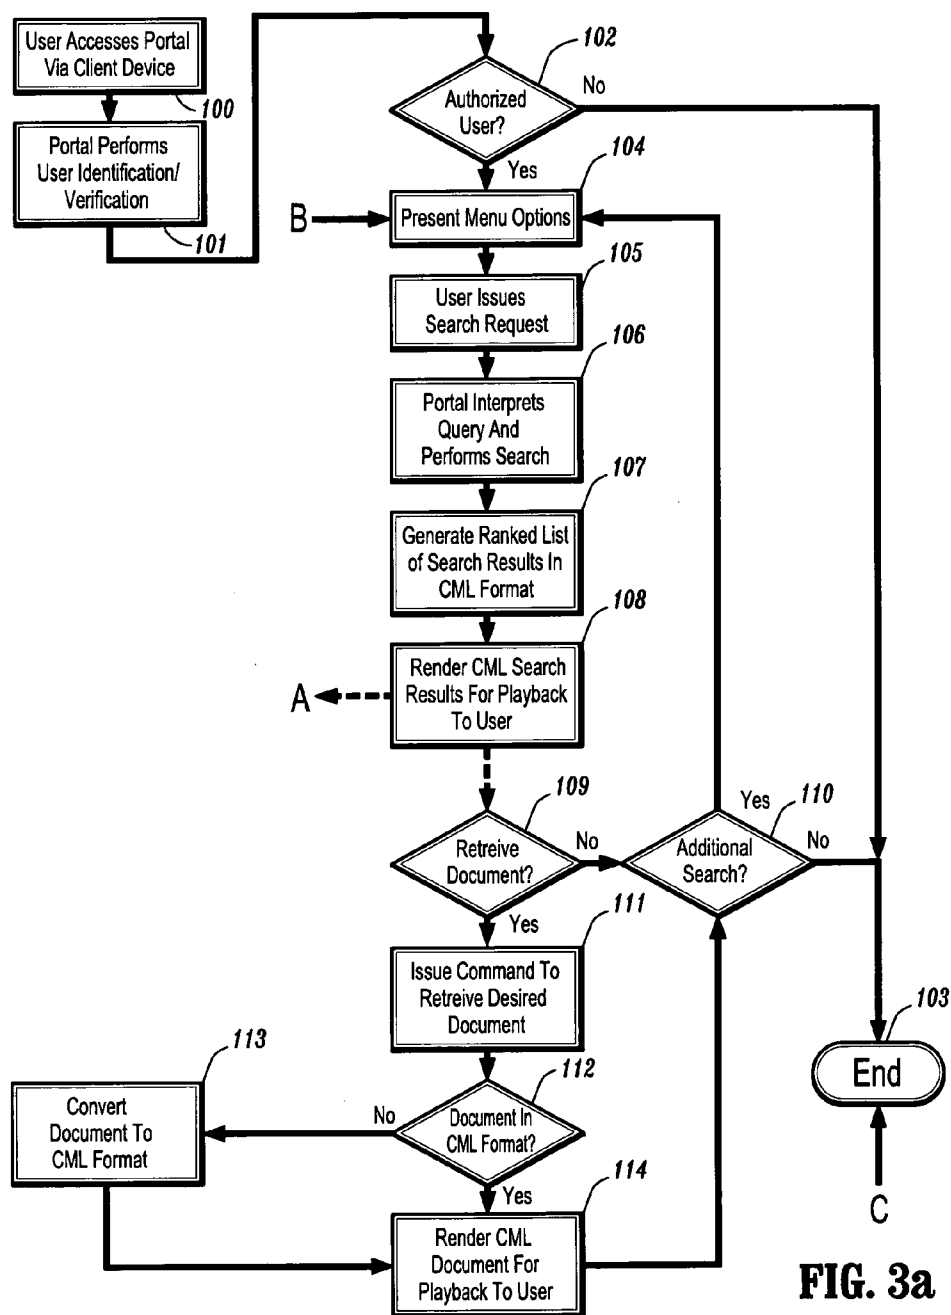 User Accesses Portal
Via Client Device
100
Portal Performs
User Identification/
Verification
101
102
Authorized
User?
No
Yes
104
B
Present Menu Options
105
User Issues
Search Request
106
Portal Interprets
Query And
Performs Search
107
Generate Ranked List
of Search Results In
CML Format
108
A
Render CML Search
Results For Playback
To User
109
Retreive
Document?
No
Yes
110
Additional
Search?
Yes
No
111
Issue Command To
Retreive Desired
Document
103
End
C
112
Document In
CML Format?
No
Yes
113
Convert
Document To
CML Format
114
Render CML
Document For
Playback To User
FIG. 3a